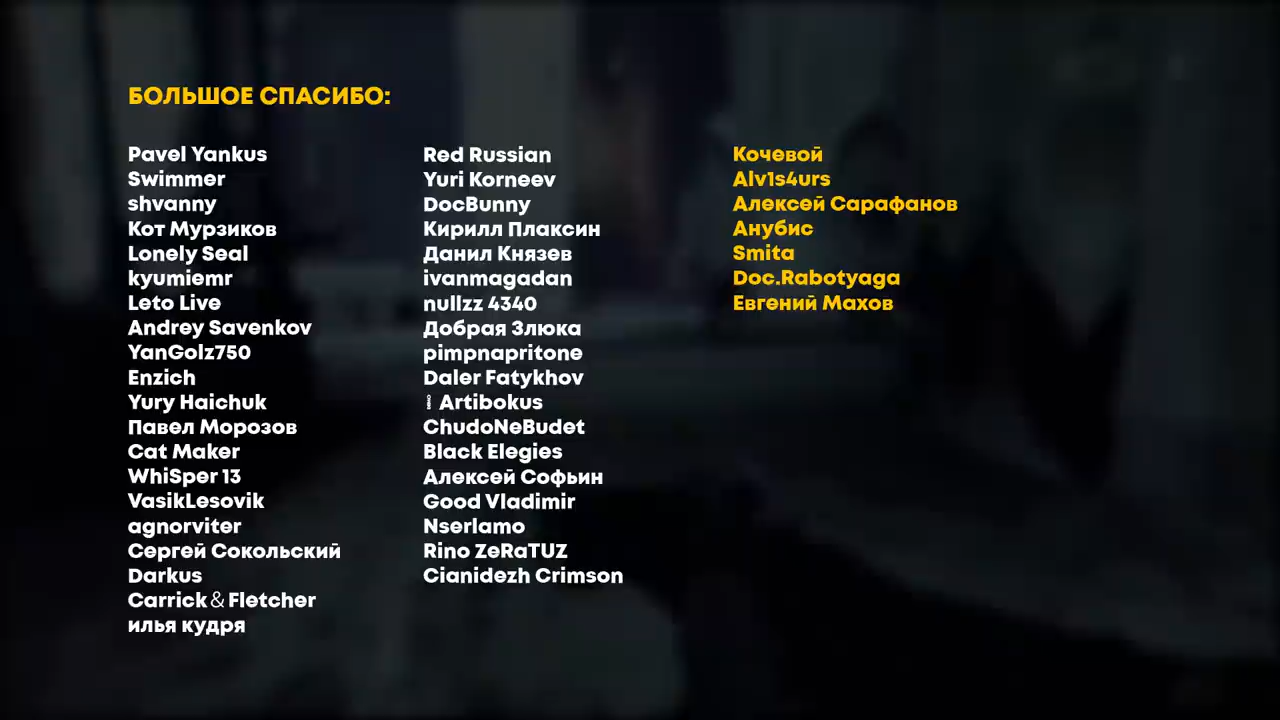 БОЛЬШОЕ СПАСИБО:
Pavel Yankus
Swimmer
shvanny
Кот Мурзиков
Lonely Seal
kyumiemr
Leto Live
Andrey Savenkov
YanGolz750
Enzich
Yury Haichuk
Павел Морозов
Cat Maker
WhiSper 13
VasikLesovik
agnorviter
Сергей Сокольский
Darkus
Carrick&Fletcher
илья кудря
Red Russian
Yuri Korneev
DocBunny
Кирилл Плаксин
Данил Князев
ivanmagadan
nullzz 4340
Добрая Злюка
pimpnapritone
Daler Fatykhov
Artibokus
ChudoNeBudet
Black Elegies
Алексей Софьин
Good Vladimir
Nserlamo
Rino ZeRaTUZ
Cianidezh Crimson
Кочевой
Alv1s4urs
Алексей Сарафанов
Анубис
Smita
Doc.Rabotyaga
Евгений Махов